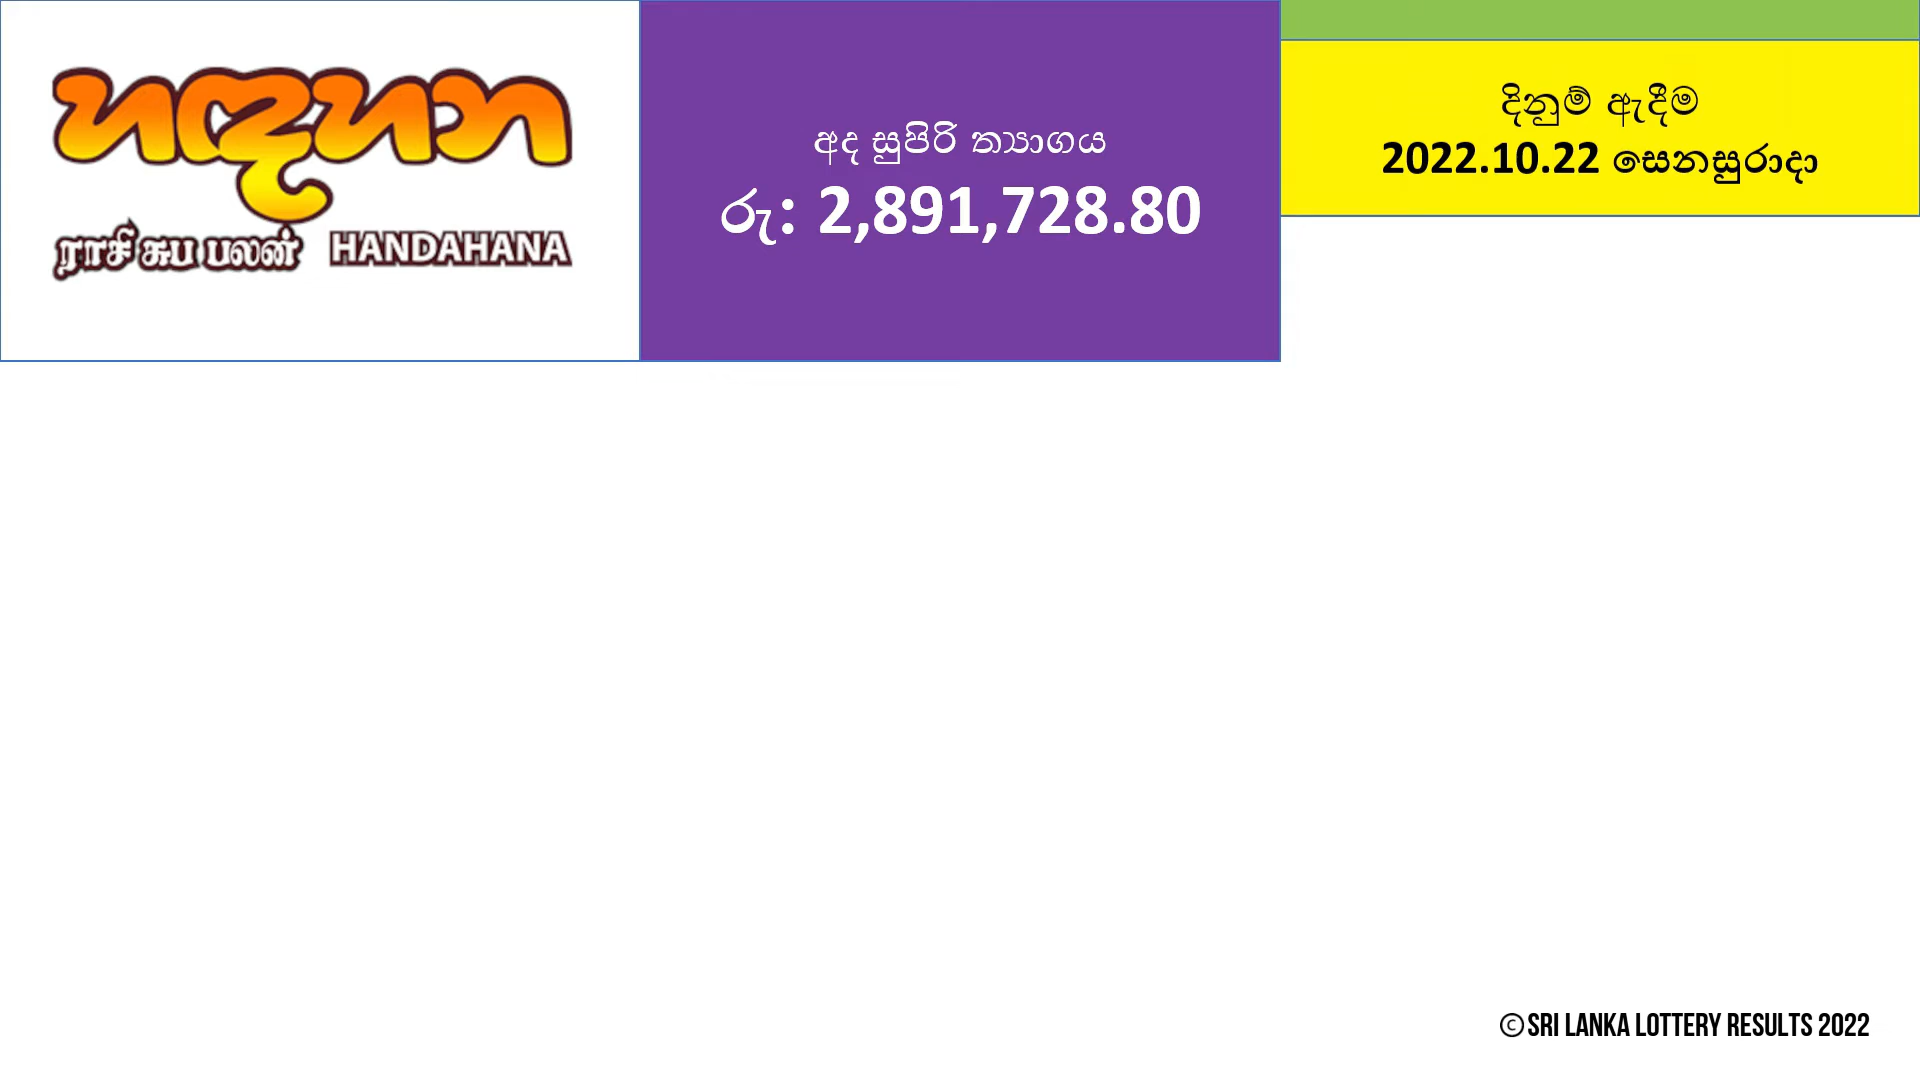 හඳහන
ராசி சுப பலன் HANDAHANA
අද සුපිරි ත්‍යාගය
රු: 2,891,728.80
දිනුම් ඇදීම
2022.10.22 සෙනසුරාදා
©SRI LANKA LOTTERY RESULTS 2022